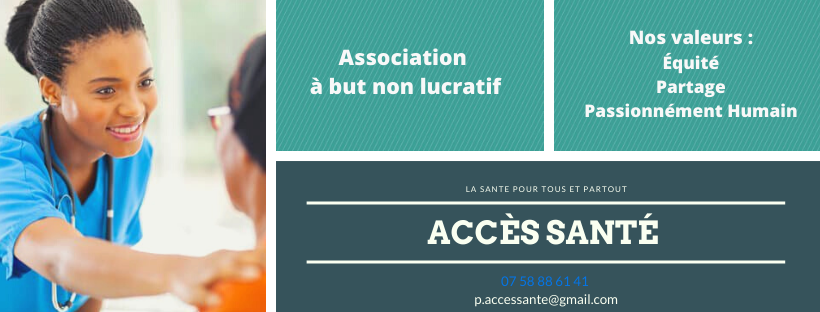 Association
à but non lucratif
Nos valeurs :
Équité
Partage
Passionnément Humain
LA SANTE POUR TOUS ET PARTOUT
ACCÈS SANTÉ
07 58 88 61 41
p.accessante@gmail.com